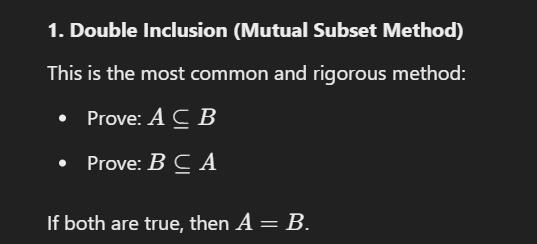 1. Double Inclusion (Mutual Subset Method)
This is the most common and rigorous method:
• Prove: A ⊆ B
• Prove: B ⊆ A
If both are true, then A = B.